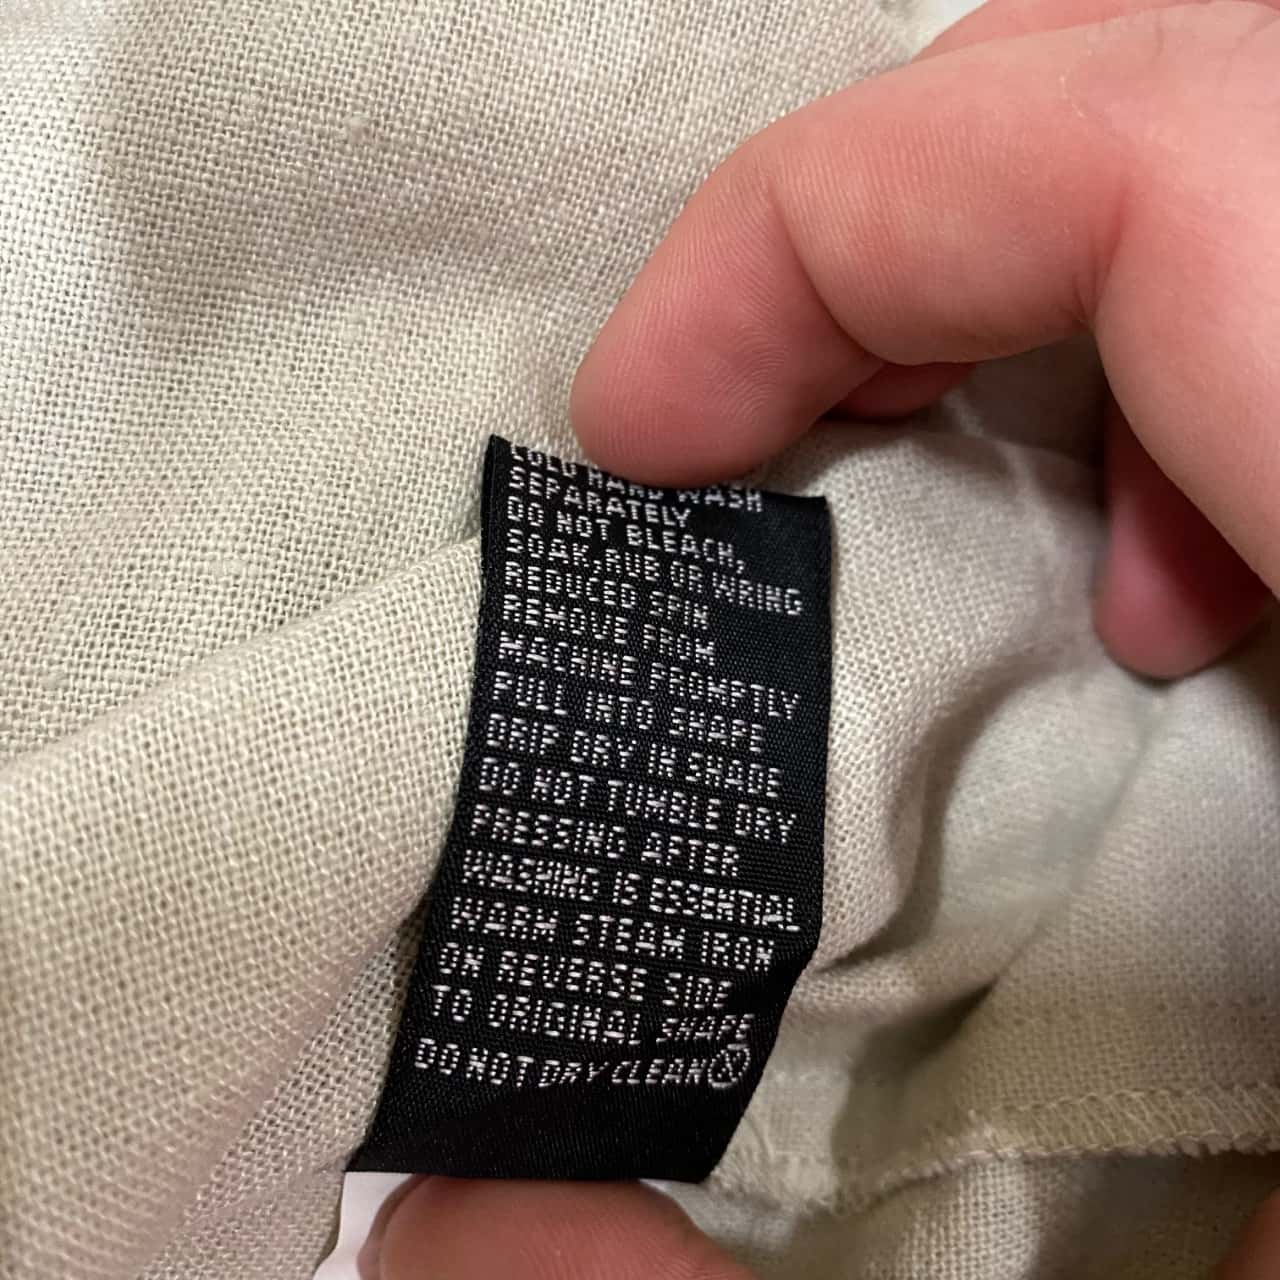 COLD HAND WASH
SEPARATELY
DO NOT BLEACH,
SOAK,RUB OR WRING
REDUCED SPIN
REMOVE FROM
MACHINE PROMPTLY
PULL INTO SHAPE
DRIP DRY IN SHADE
DO NOT TUMBLE DRY
PRESSING AFTER
WASHING IS ESSENTIAL
WARM STEAM IRON
ON REVERSE SIDE
TO ORIGINAL SHAPE
DO NOT DRY CLEAN